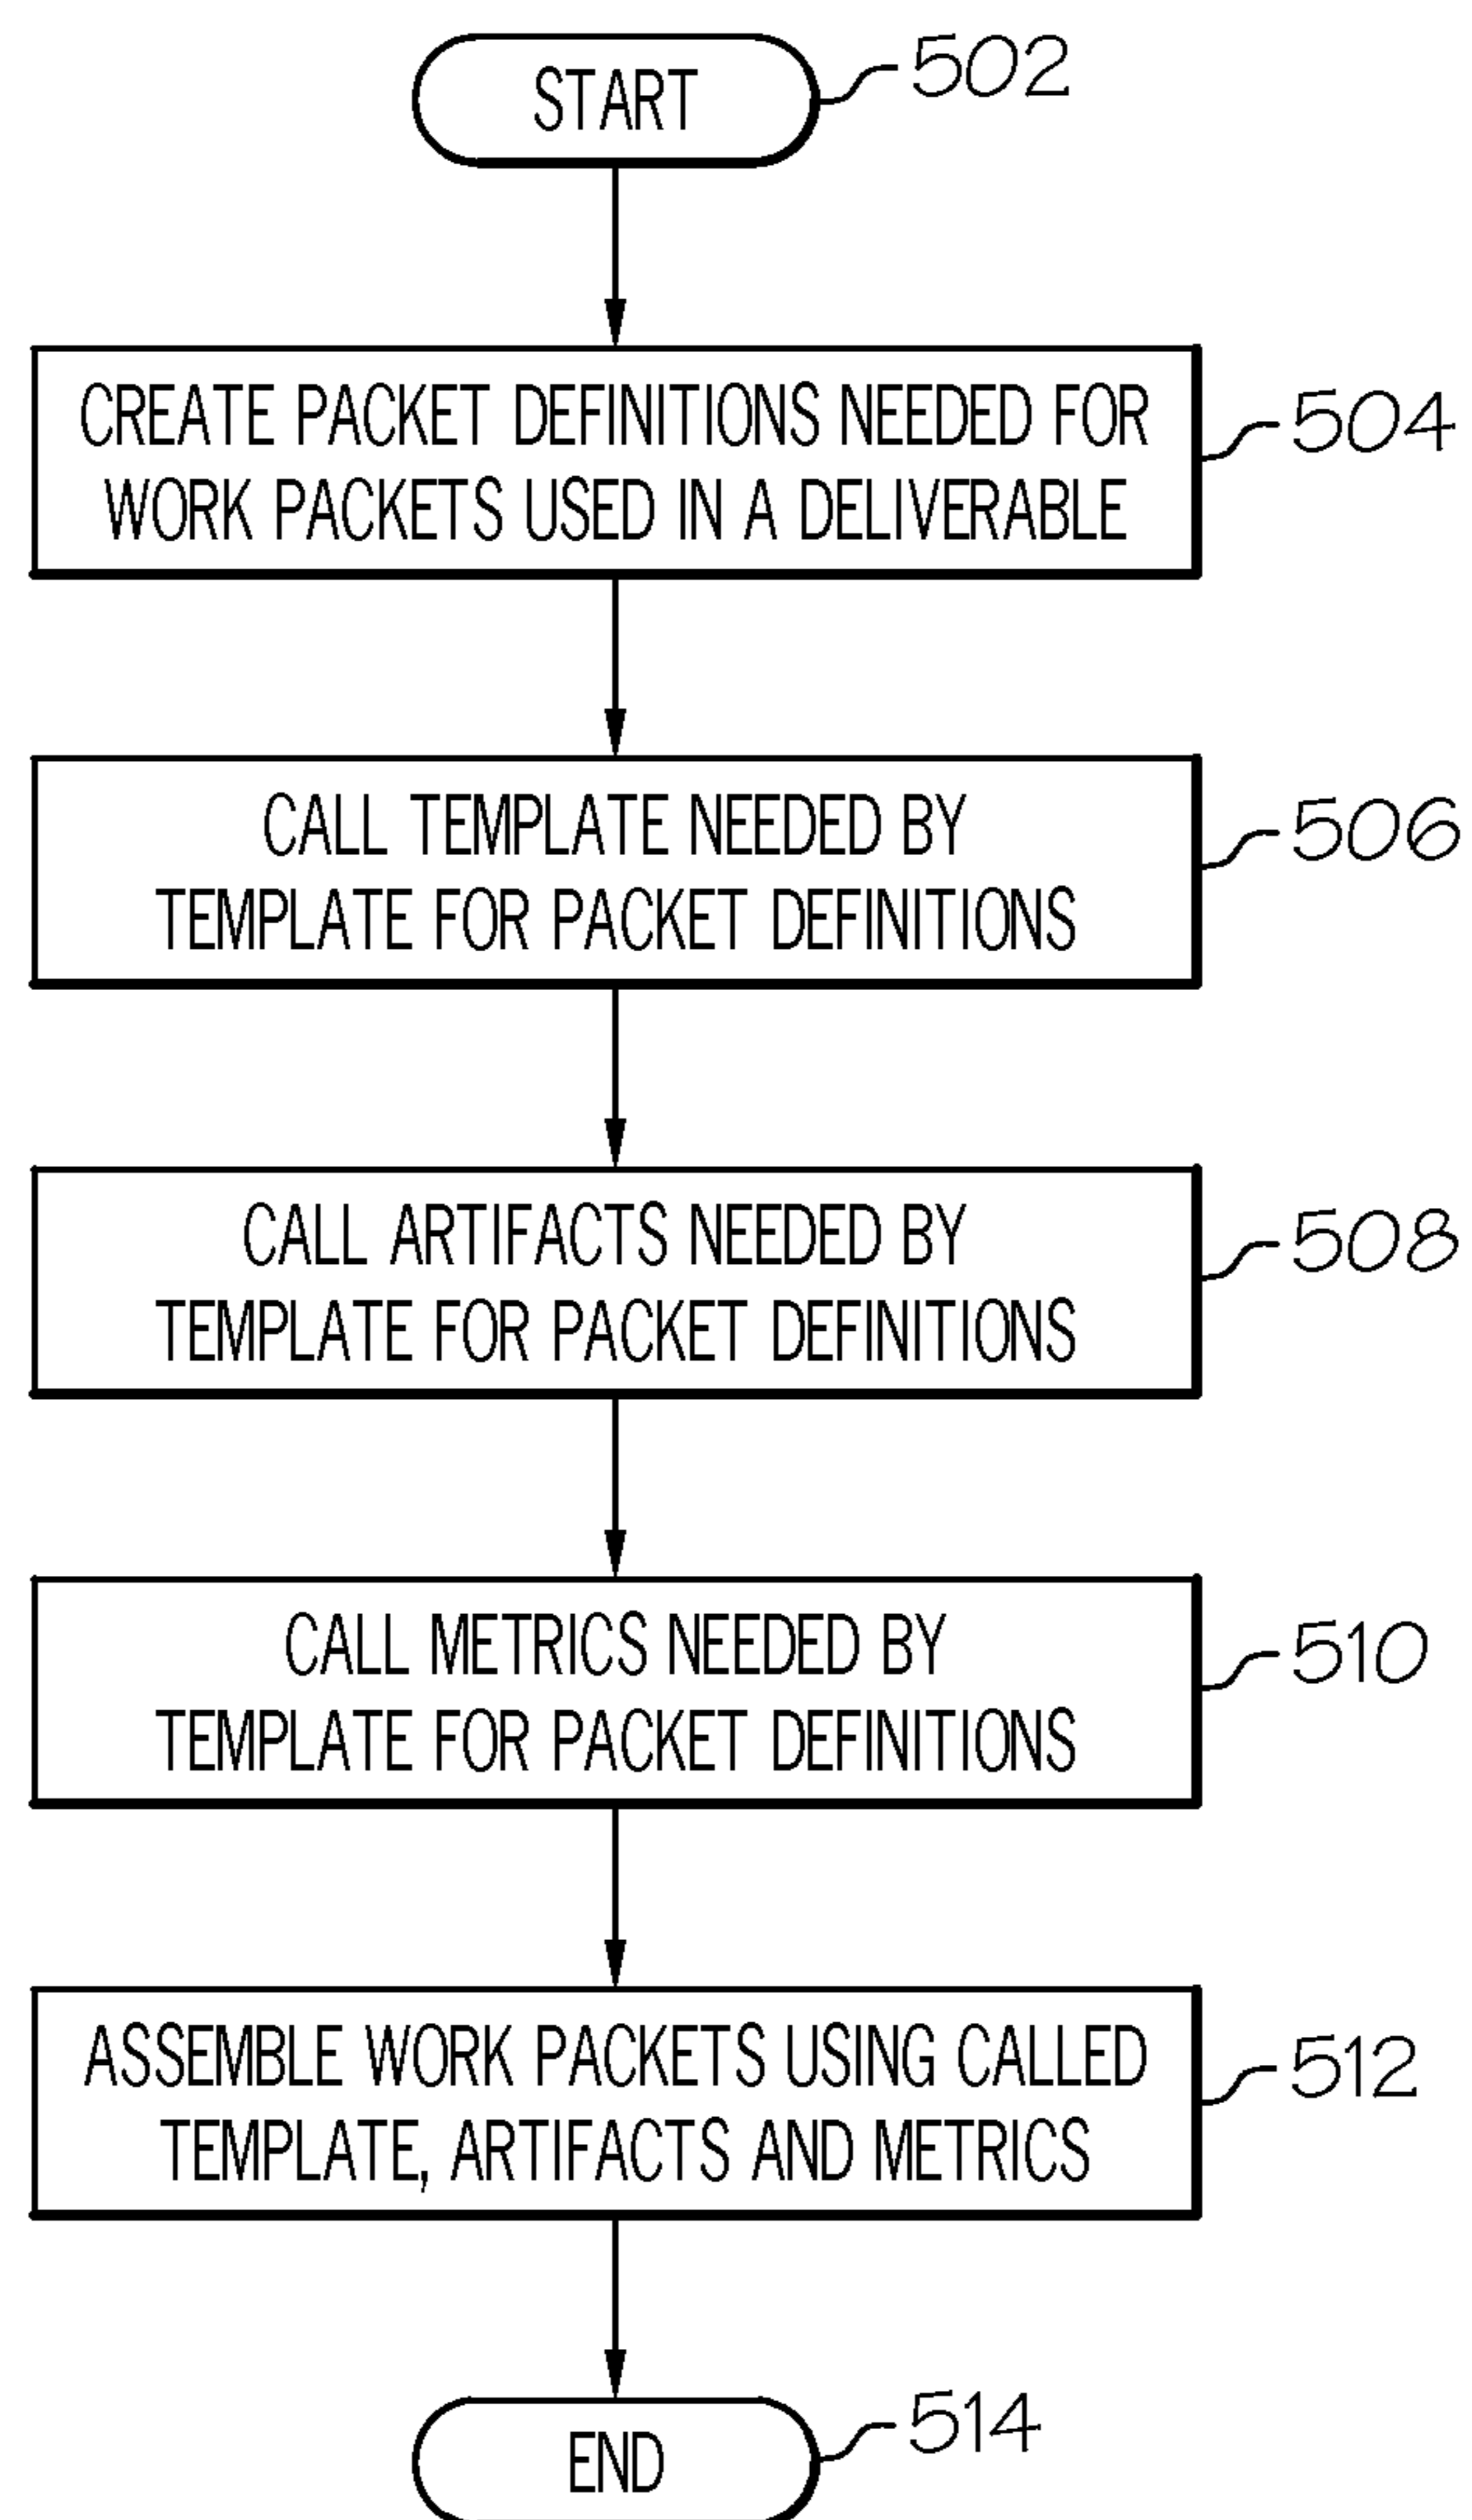 START
502
CREATE PACKET DEFINITIONS NEEDED FOR
WORK PACKETS USED IN A DELIVERABLE
504
CALL TEMPLATE NEEDED BY
TEMPLATE FOR PACKET DEFINITIONS
506
CALL ARTIFACTS NEEDED BY
TEMPLATE FOR PACKET DEFINITIONS
508
CALL METRICS NEEDED BY
TEMPLATE FOR PACKET DEFINITIONS
510
ASSEMBLE WORK PACKETS USING CALLED
TEMPLATE, ARTIFACTS AND METRICS
512
END
514